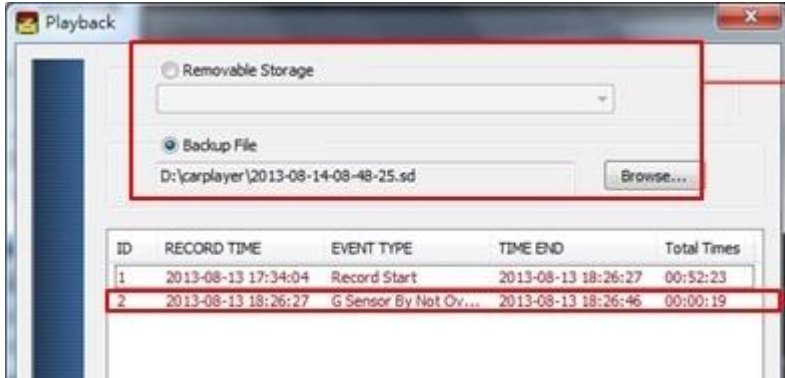 Playback
Removable Storage
Backup File
D:\carplayer\2013-08-14-08-48-25.sd Browse...
ID RECORD TIME EVENT TYPE TIME END Total Times
1 2013-08-13 17:34:04 Record Start 2013-08-13 18:26:27 00:52:23
2 2013-08-13 18:26:27 G Sensor By Not Ov... 2013-08-13 18:26:46 00:00:19